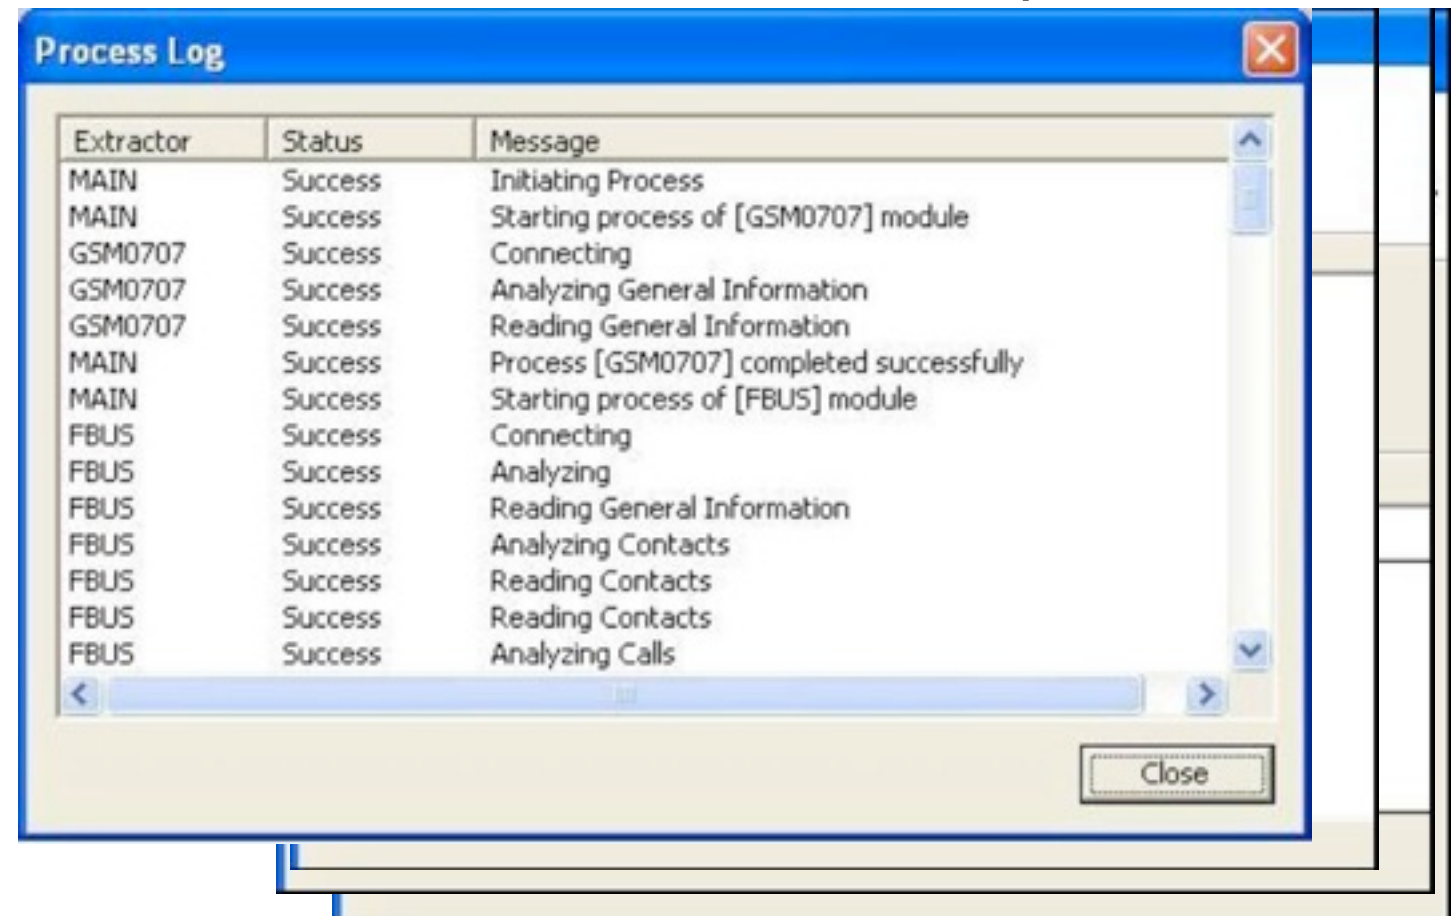 Process Log
Extractor Status Message
MAIN Success Initiating Process
MAIN Success Starting process of [GSM0707] module
GSM0707 Success Connecting
GSM0707 Success Analyzing General Information
GSM0707 Success Reading General Information
MAIN Success Process [GSM0707] completed successfully
MAIN Success Starting process of [FBUS] module
FBUS Success Connecting
FBUS Success Analyzing
FBUS Success Reading General Information
FBUS Success Analyzing Contacts
FBUS Success Reading Contacts
FBUS Success Reading Contacts
FBUS Success Analyzing Calls
Close